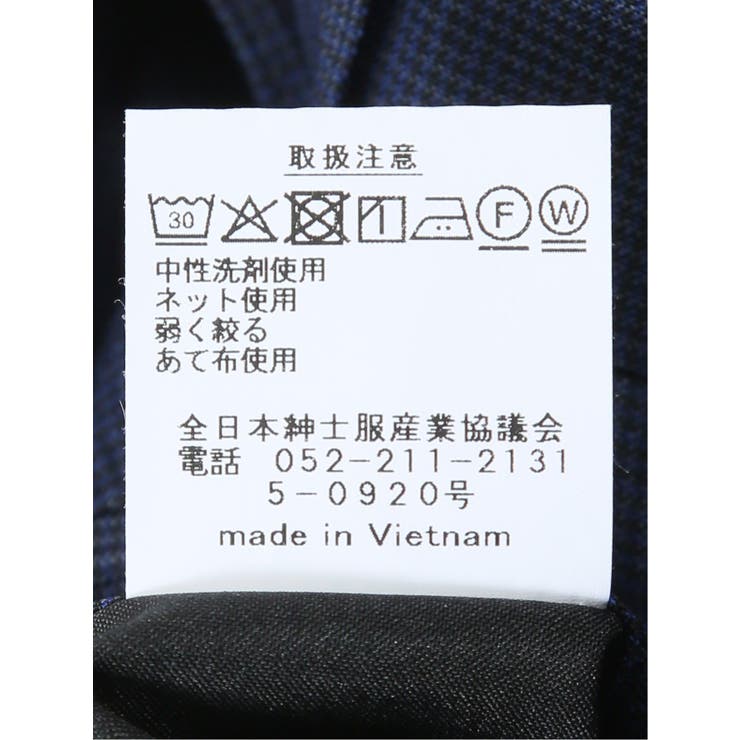 取扱注意
30 F W
中性洗剤使用
ネット使用
弱く絞る
あて布使用
全日本紳士服産業協議会
電話 052-211-2131
5-0920号
made in Vietnam